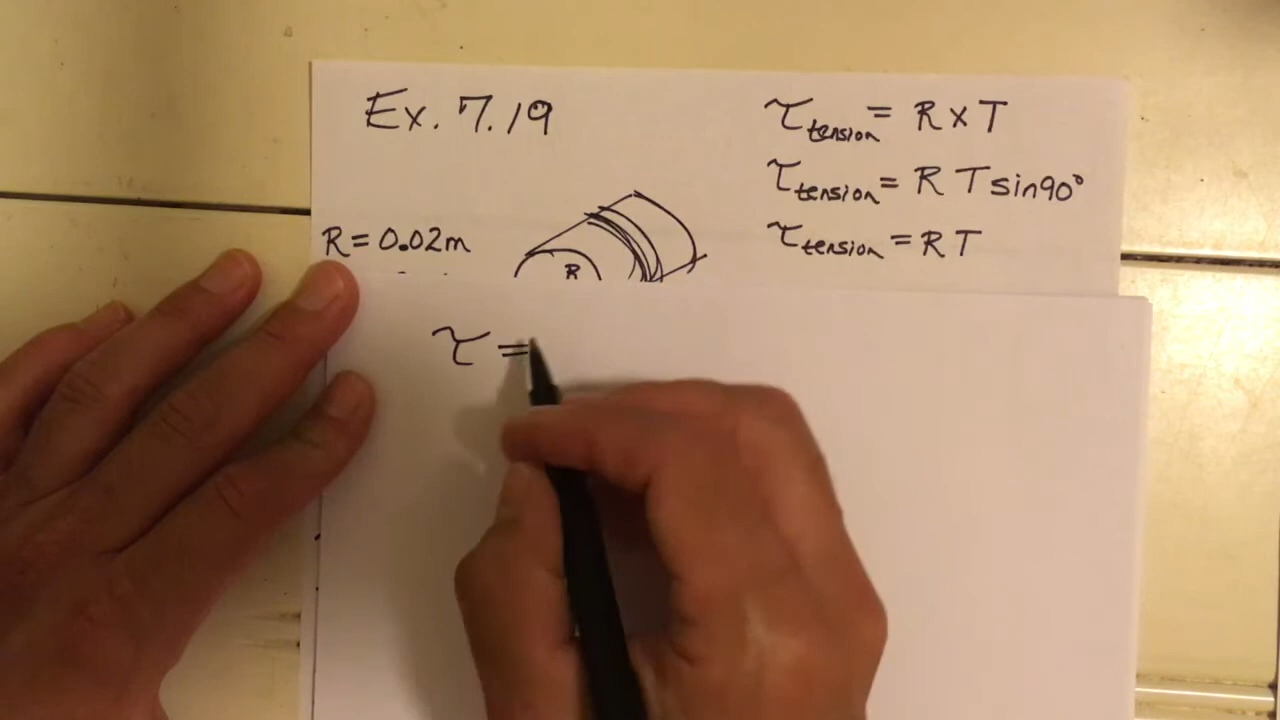 Ex. 7.19
τtension = R x T
τtension = R T sin90°
R = 0.02m
R
τtension = R T
τ =